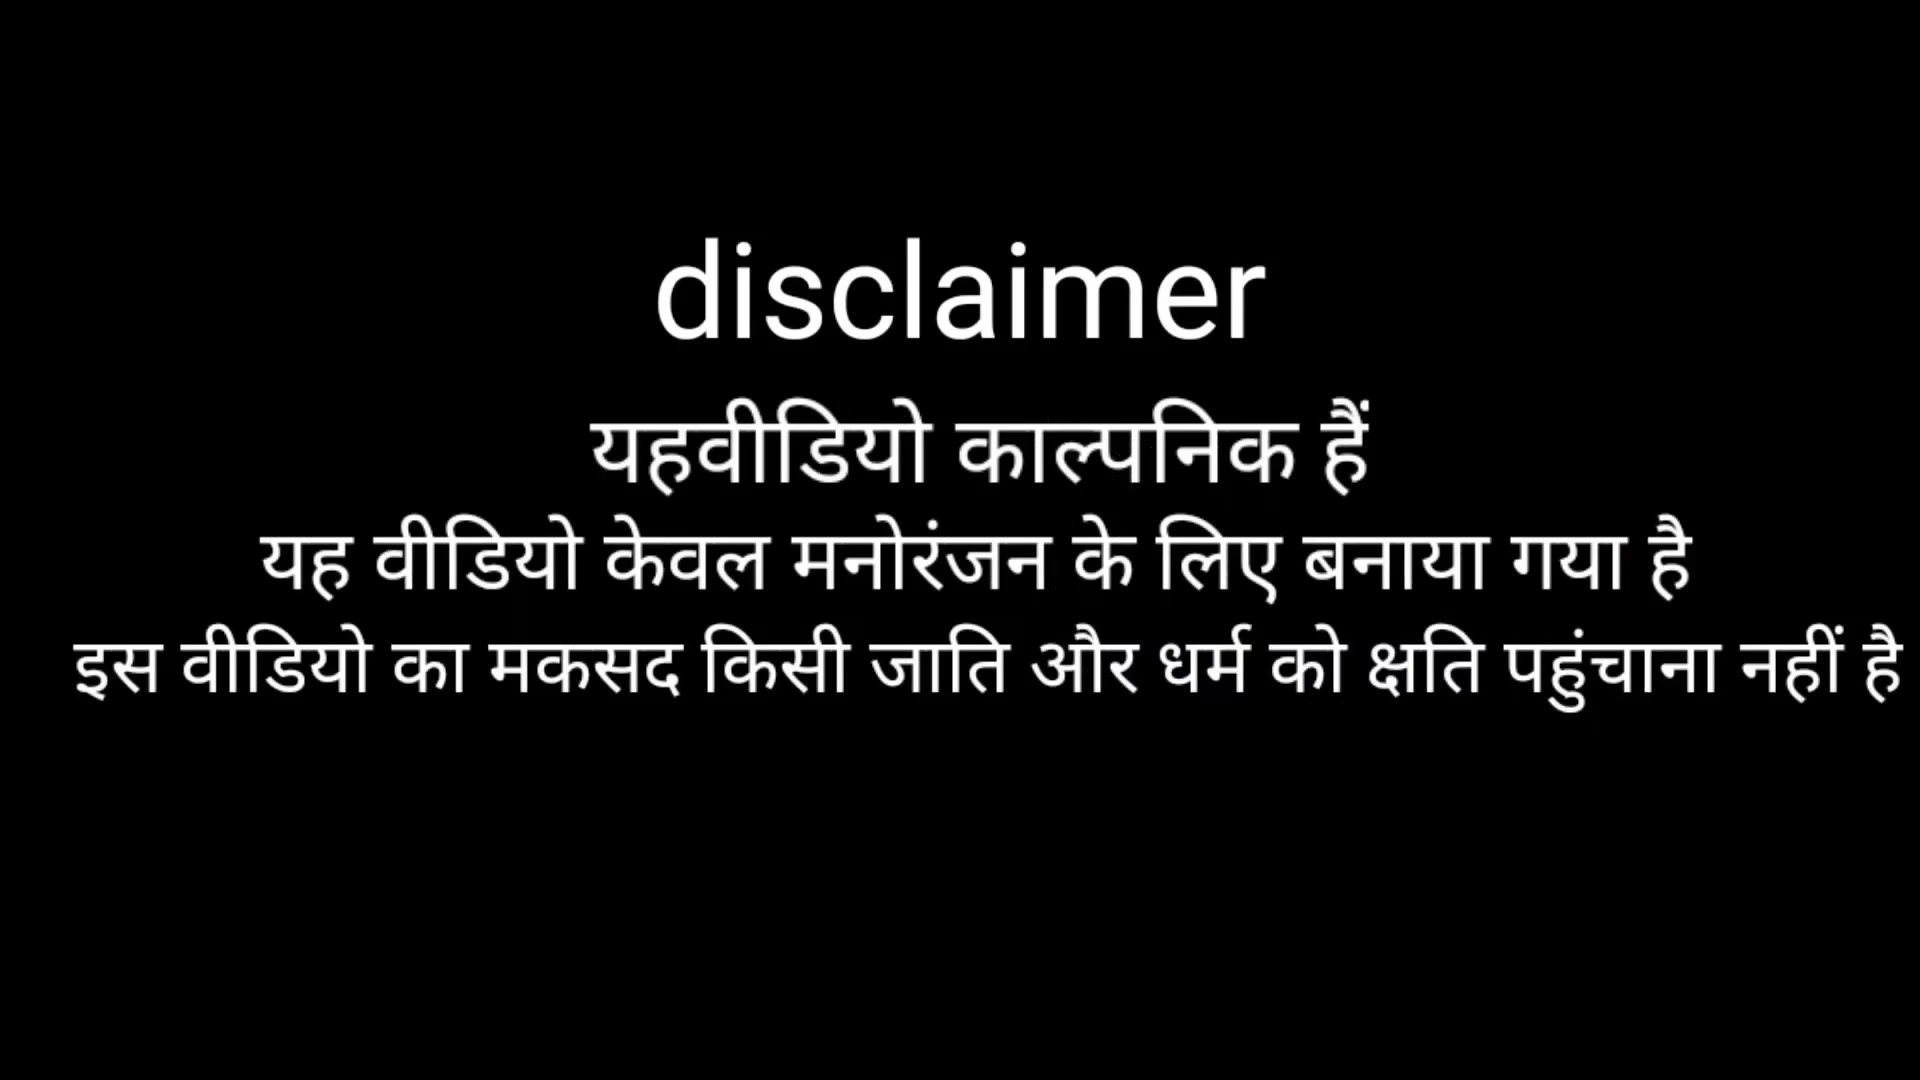 disclaimer
यहवीडियो काल्पनिक हैं
यह वीडियो केवल मनोरंजन के लिए बनाया गया है
इस वीडियो का मकसद किसी जाति और धर्म को क्षति पहुंचाना नहीं है